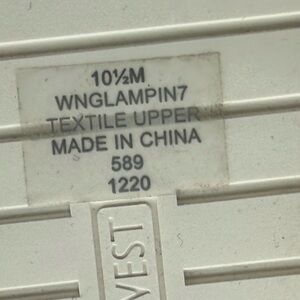 10½M
WNGLAMPIN7
TEXTILE UPPER
MADE IN CHINA
589
1220
VEST